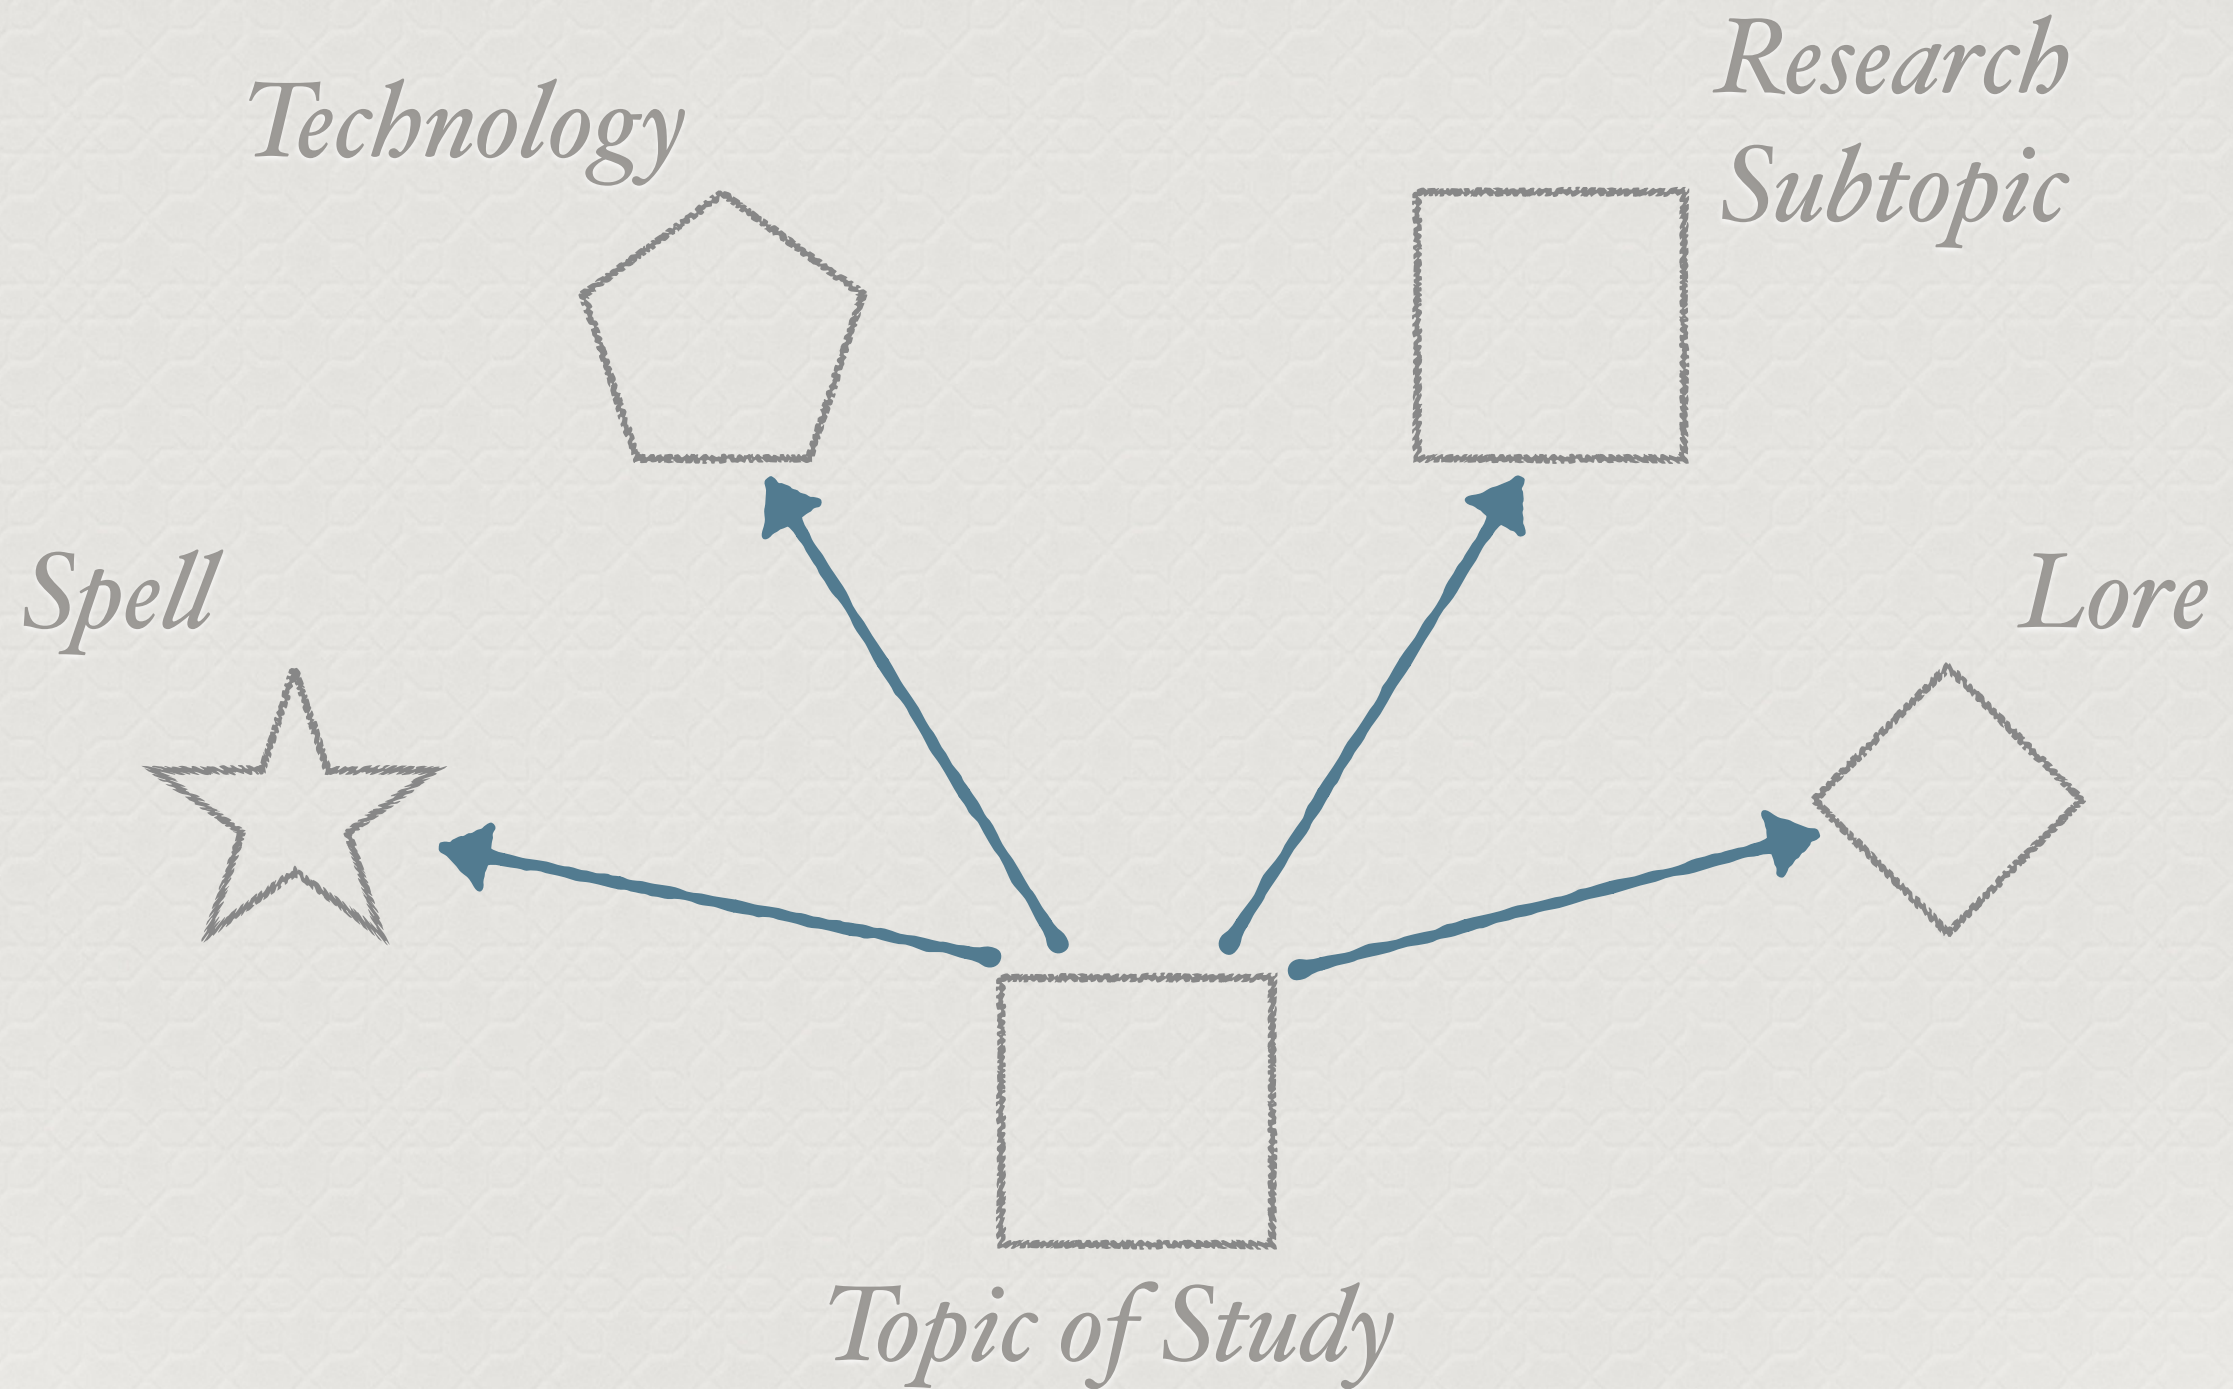 Technology
Research
Subtopic
Spell
Lore
Topic of Study